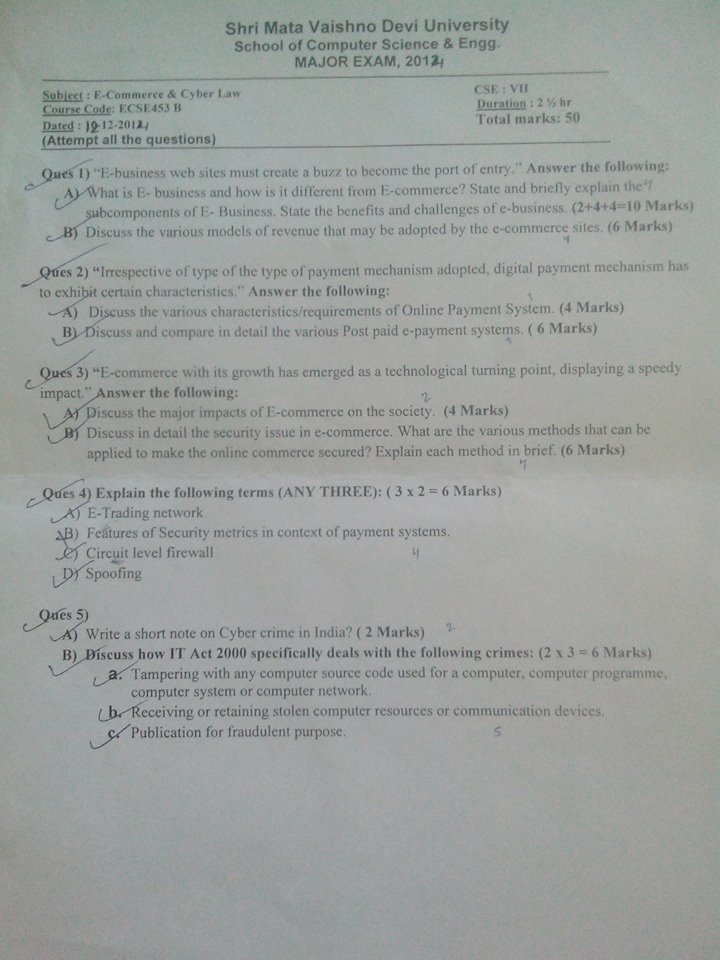 Shri Mata Vaishno Devi University
School of Computer Science & Engg.
MAJOR EXAM, 2012
Subject : E-Commerce & Cyber Law
CSE : VII
Course Code: ECSE453 B
Duration : 2 ½ hr
Dated : 10-12-2012
Total marks: 50
(Attempt all the questions)
Ques 1) “E-business web sites must create a buzz to become the port of entry.” Answer the following:
A) What is E- business and how is it different from E-commerce? State and briefly explain the
subcomponents of E- Business. State the benefits and challenges of e-business. (2+4+4=10 Marks)
B) Discuss the various models of revenue that may be adopted by the e-commerce sites. (6 Marks)
Ques 2) “Irrespective of type of the type of payment mechanism adopted, digital payment mechanism has
to exhibit certain characteristics.” Answer the following:
3
A) Discuss the various characteristics/requirements of Online Payment System. (4 Marks)
B) Discuss and compare in detail the various Post paid e-payment systems. ( 6 Marks)
Ques 3) “E-commerce with its growth has emerged as a technological turning point, displaying a speedy
impact.” Answer the following:
2
A) Discuss the major impacts of E-commerce on the society. (4 Marks)
B) Discuss in detail the security issue in e-commerce. What are the various methods that can be
applied to make the online commerce secured? Explain each method in brief. (6 Marks)
4
Ques 4) Explain the following terms (ANY THREE): ( 3 x 2 = 6 Marks)
A) E-Trading network
B) Features of Security metrics in context of payment systems.
C) Circuit level firewall
4
D) Spoofing
Ques 5)
A) Write a short note on Cyber crime in India? ( 2 Marks)
2
B) Discuss how IT Act 2000 specifically deals with the following crimes: (2 x 3 = 6 Marks)
a. Tampering with any computer source code used for a computer, computer programme,
computer system or computer network.
b. Receiving or retaining stolen computer resources or communication devices.
c. Publication for fraudulent purpose.
5